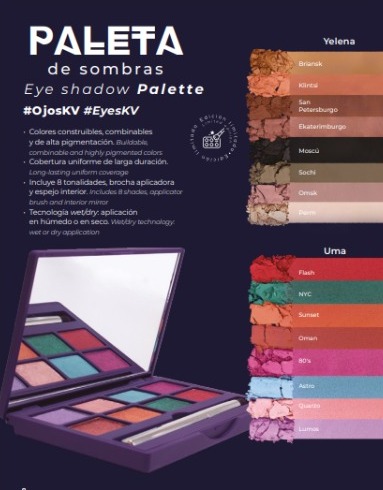 PALETA
de sombras
Eye shadow Palette
#OjosKV #EyesKV
• Colores construibles, combinables
y de alta pigmentación. Buildable,
combinable and highly pigmented colors
• Cobertura uniforme de larga duración.
Long-lasting uniform coverage
• Incluye 8 tonalidades, brocha aplicadora
y espejo interior. Includes 8 shades, applicator
brush and interior mirror
• Tecnología wet/dry: aplicación
en húmedo o en seco. Wet/dry technology:
wet or dry application
Edición limitada
Yelena
Briansk
Klintsi
San
Petersburgo
Ekaterimburgo
Moscú
Sochi
Omsk
Uma
Flash
NYC
Sunset
Oman
80's
Astro
Quartz
Lumos